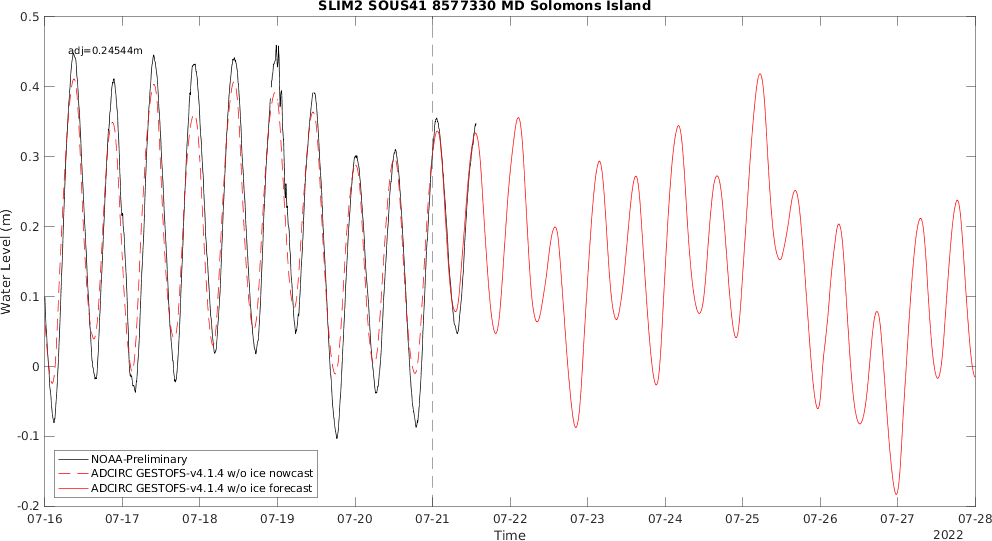 SLIM2 SOUS41 8577330 MD Solomons Island
adj=0.24544m
0.5
0.4
0.3
0.2
0.1
0
-0.1
-0.2
Water Level (m)
NOAA-Preliminary
ADCIRC GESTOFS-v4.1.4 w/o ice nowcast
ADCIRC GESTOFS-v4.1.4 w/o ice forecast
07-16 07-17 07-18 07-19 07-20 07-21 07-22 07-23 07-24 07-25 07-26 07-27 07-28
Time
2022